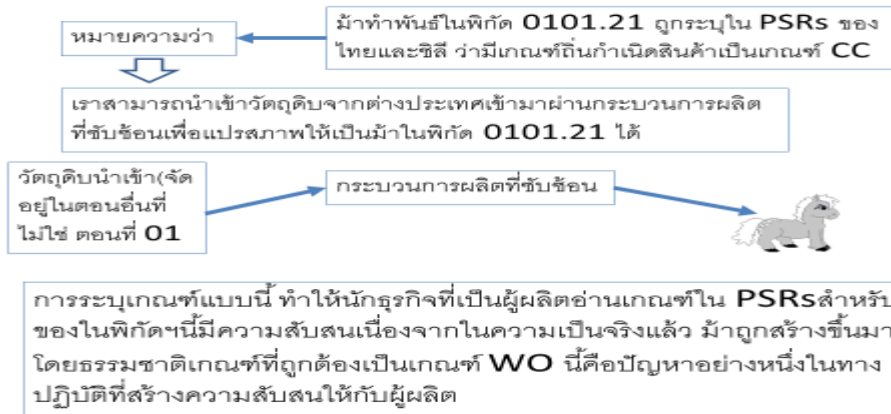 ม้าทำพันธ์ในพิกัด 0101.21 ถูกระบุใน PSRs ของ
ไทยและชิลี ว่ามีเกณฑ์ถิ่นกำเนิดสินค้าเป็นเกณฑ์ CC
หมายความว่า
เราสามารถนำเข้าวัตถุดิบจากต่างประเทศเข้ามาผ่านกระบวนการผลิต
ที่ซับซ้อนเพื่อแปรสภาพให้เป็นม้าในพิกัด 0101.21 ได้
วัตถุดิบนำเข้า(จัด
อยู่ในตอนอื่นที่
ไม่ใช่ ตอนที่ 01
กระบวนการผลิตที่ซับซ้อน
การระบุเกณฑ์แบบนี้ ทำให้นักธุรกิจที่เป็นผู้ผลิตอ่านเกณฑ์ใน PSRsสำหรับ
ของในพิกัดฯนี้มีความสับสนเนื่องจากในความเป็นจริงแล้ว ม้าถูกสร้างขึ้นมา
โดยธรรมชาติเกณฑ์ที่ถูกต้องเป็นเกณฑ์ WO นี้คือปัญหาอย่างหนึ่งในทาง
ปฏิบัติที่สร้างความสับสนให้กับผู้ผลิต